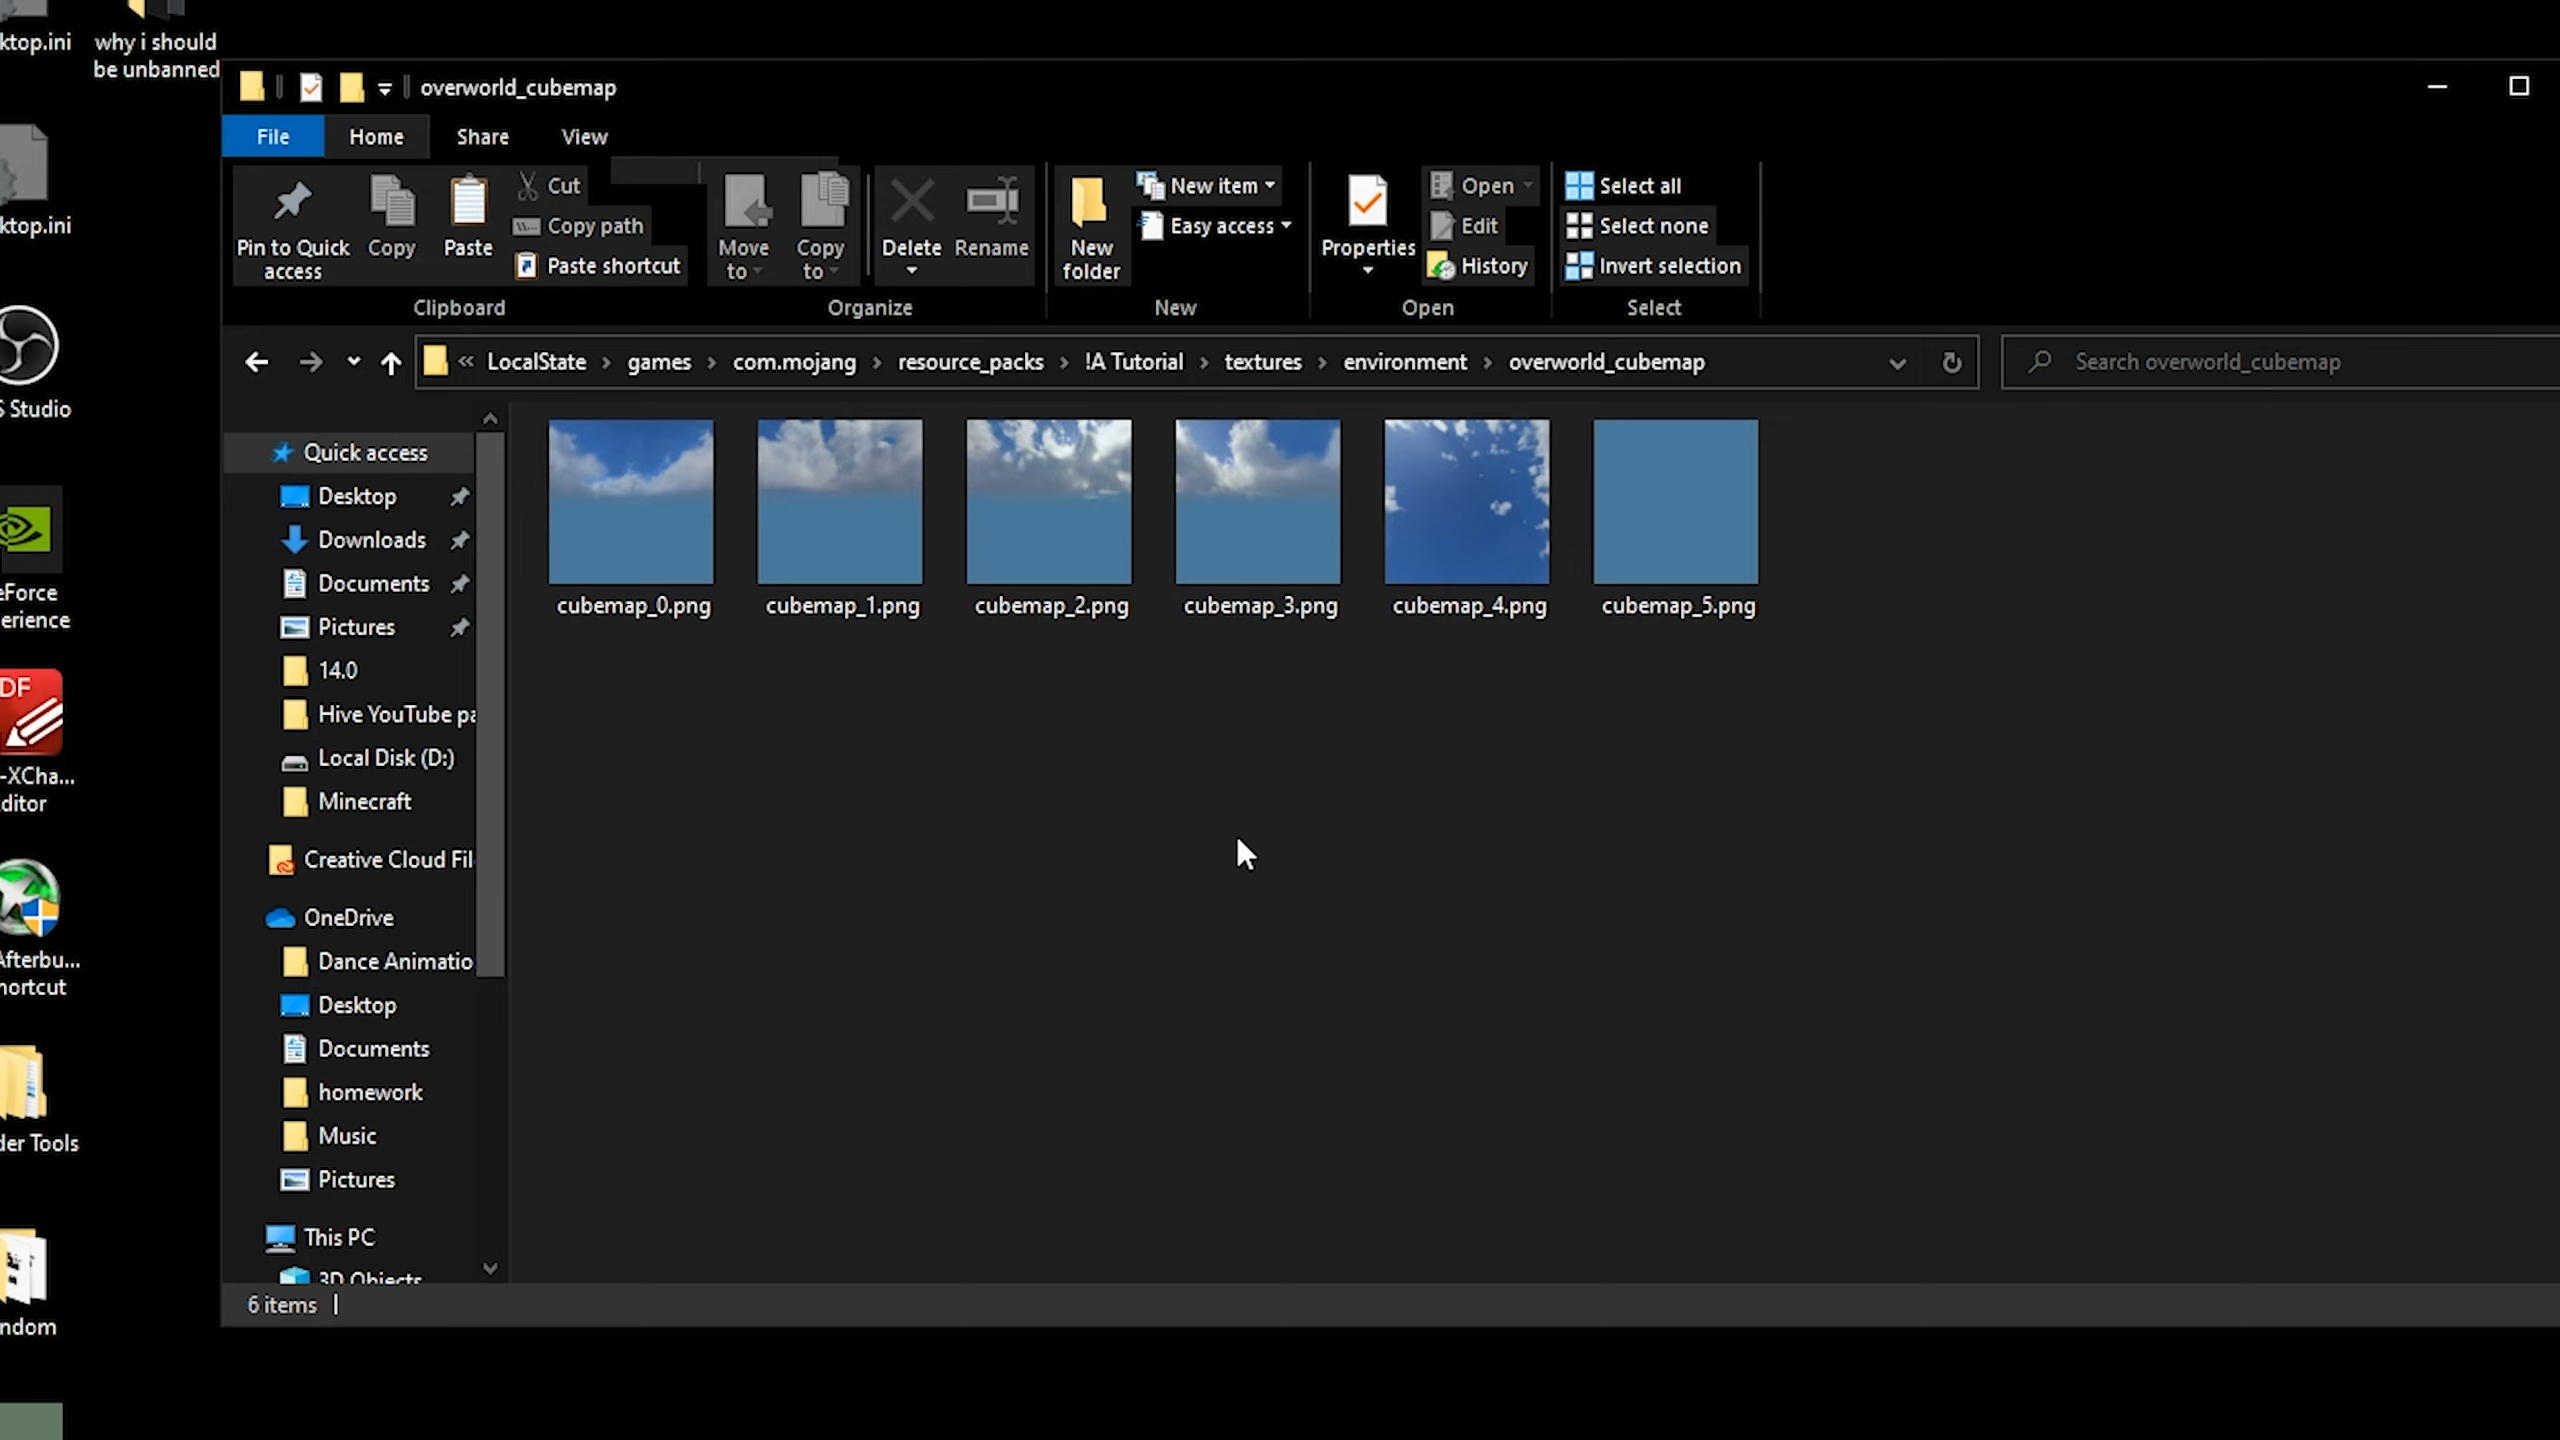 ktop.ini
why i should
be unbanned
overworld_cubemap
File
Home
Share
View
Pin to Quick
access
Copy
Paste
Cut
Copy path
Paste shortcut
Clipboard
Move
to
Copy
to
Delete
Rename
Organize
New
folder
New item
Easy access
New
Properties
Open
Edit
History
Open
Select all
Select none
Invert selection
Select
ktop.ini
« LocalState › games › com.mojang › resource_packs › !A Tutorial › textures › environment › overworld_cubemap
Search overworld_cubemap
S Studio
eForce
erience
DF
-XCha...
ditor
Afterbu...
hortcut
der Tools
ndom
Quick access
Desktop
Downloads
Documents
Pictures
14.0
Hive YouTube pa
Local Disk (D:)
Minecraft
Creative Cloud Fil
OneDrive
Dance Animatio
Desktop
Documents
homework
Music
Pictures
This PC
3D Objects
cubemap_0.png
cubemap_1.png
cubemap_2.png
cubemap_3.png
cubemap_4.png
cubemap_5.png
6 items